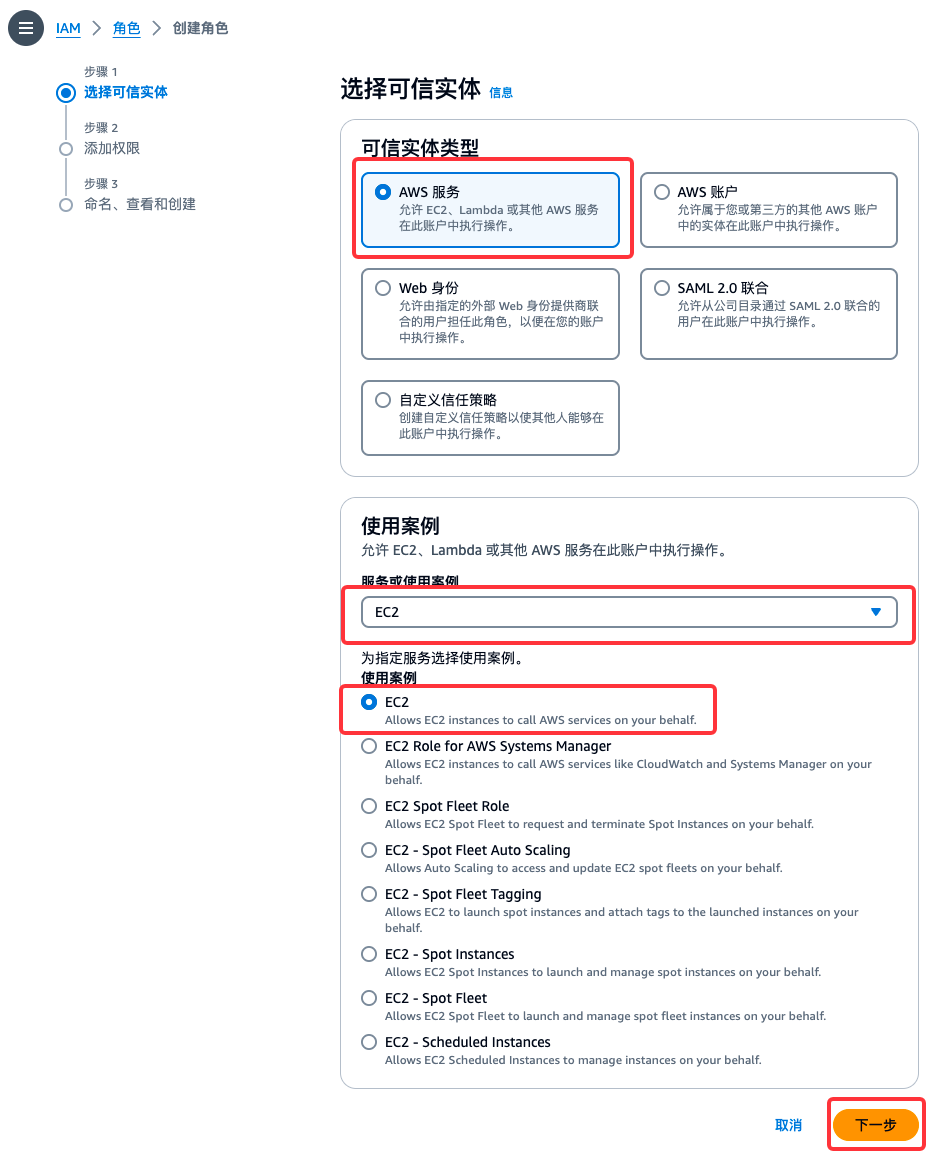 IAM > 角色 > 创建角色
步骤 1
选择可信实体
步骤 2
添加权限
步骤 3
命名、查看和创建
选择可信实体 信息
可信实体类型
AWS 服务
允许 EC2、Lambda 或其他 AWS 服务
在此账户中执行操作。
AWS 账户
允许属于您或第三方的其他 AWS 账户
中的实体在此账户中执行操作。
Web 身份
允许由指定的外部 Web 身份提供商联
合的用户担任此角色，以便在您的账户
中执行操作。
SAML 2.0 联合
允许从公司目录通过 SAML 2.0 联合的
用户在此账户中执行操作。
自定义信任策略
创建自定义信任策略以使其他人能够在
此账户中执行操作。
使用案例
允许 EC2、Lambda 或其他 AWS 服务在此账户中执行操作。
服务或使用案例
EC2
为指定服务选择使用案例。
使用案例
EC2
Allows EC2 instances to call AWS services on your behalf.
EC2 Role for AWS Systems Manager
Allows EC2 instances to call AWS services like CloudWatch and Systems Manager on your
behalf.
EC2 Spot Fleet Role
Allows EC2 Spot Fleet to request and terminate Spot Instances on your behalf.
EC2 - Spot Fleet Auto Scaling
Allows Auto Scaling to access and update EC2 spot fleets on your behalf.
EC2 - Spot Fleet Tagging
Allows EC2 to launch spot instances and attach tags to the launched instances on your
behalf.
EC2 - Spot Instances
Allows EC2 Spot Instances to launch and manage spot instances on your behalf.
EC2 - Spot Fleet
Allows EC2 Spot Fleet to launch and manage spot fleet instances on your behalf.
EC2 - Scheduled Instances
Allows EC2 Scheduled Instances to manage instances on your behalf.
取消
下一步